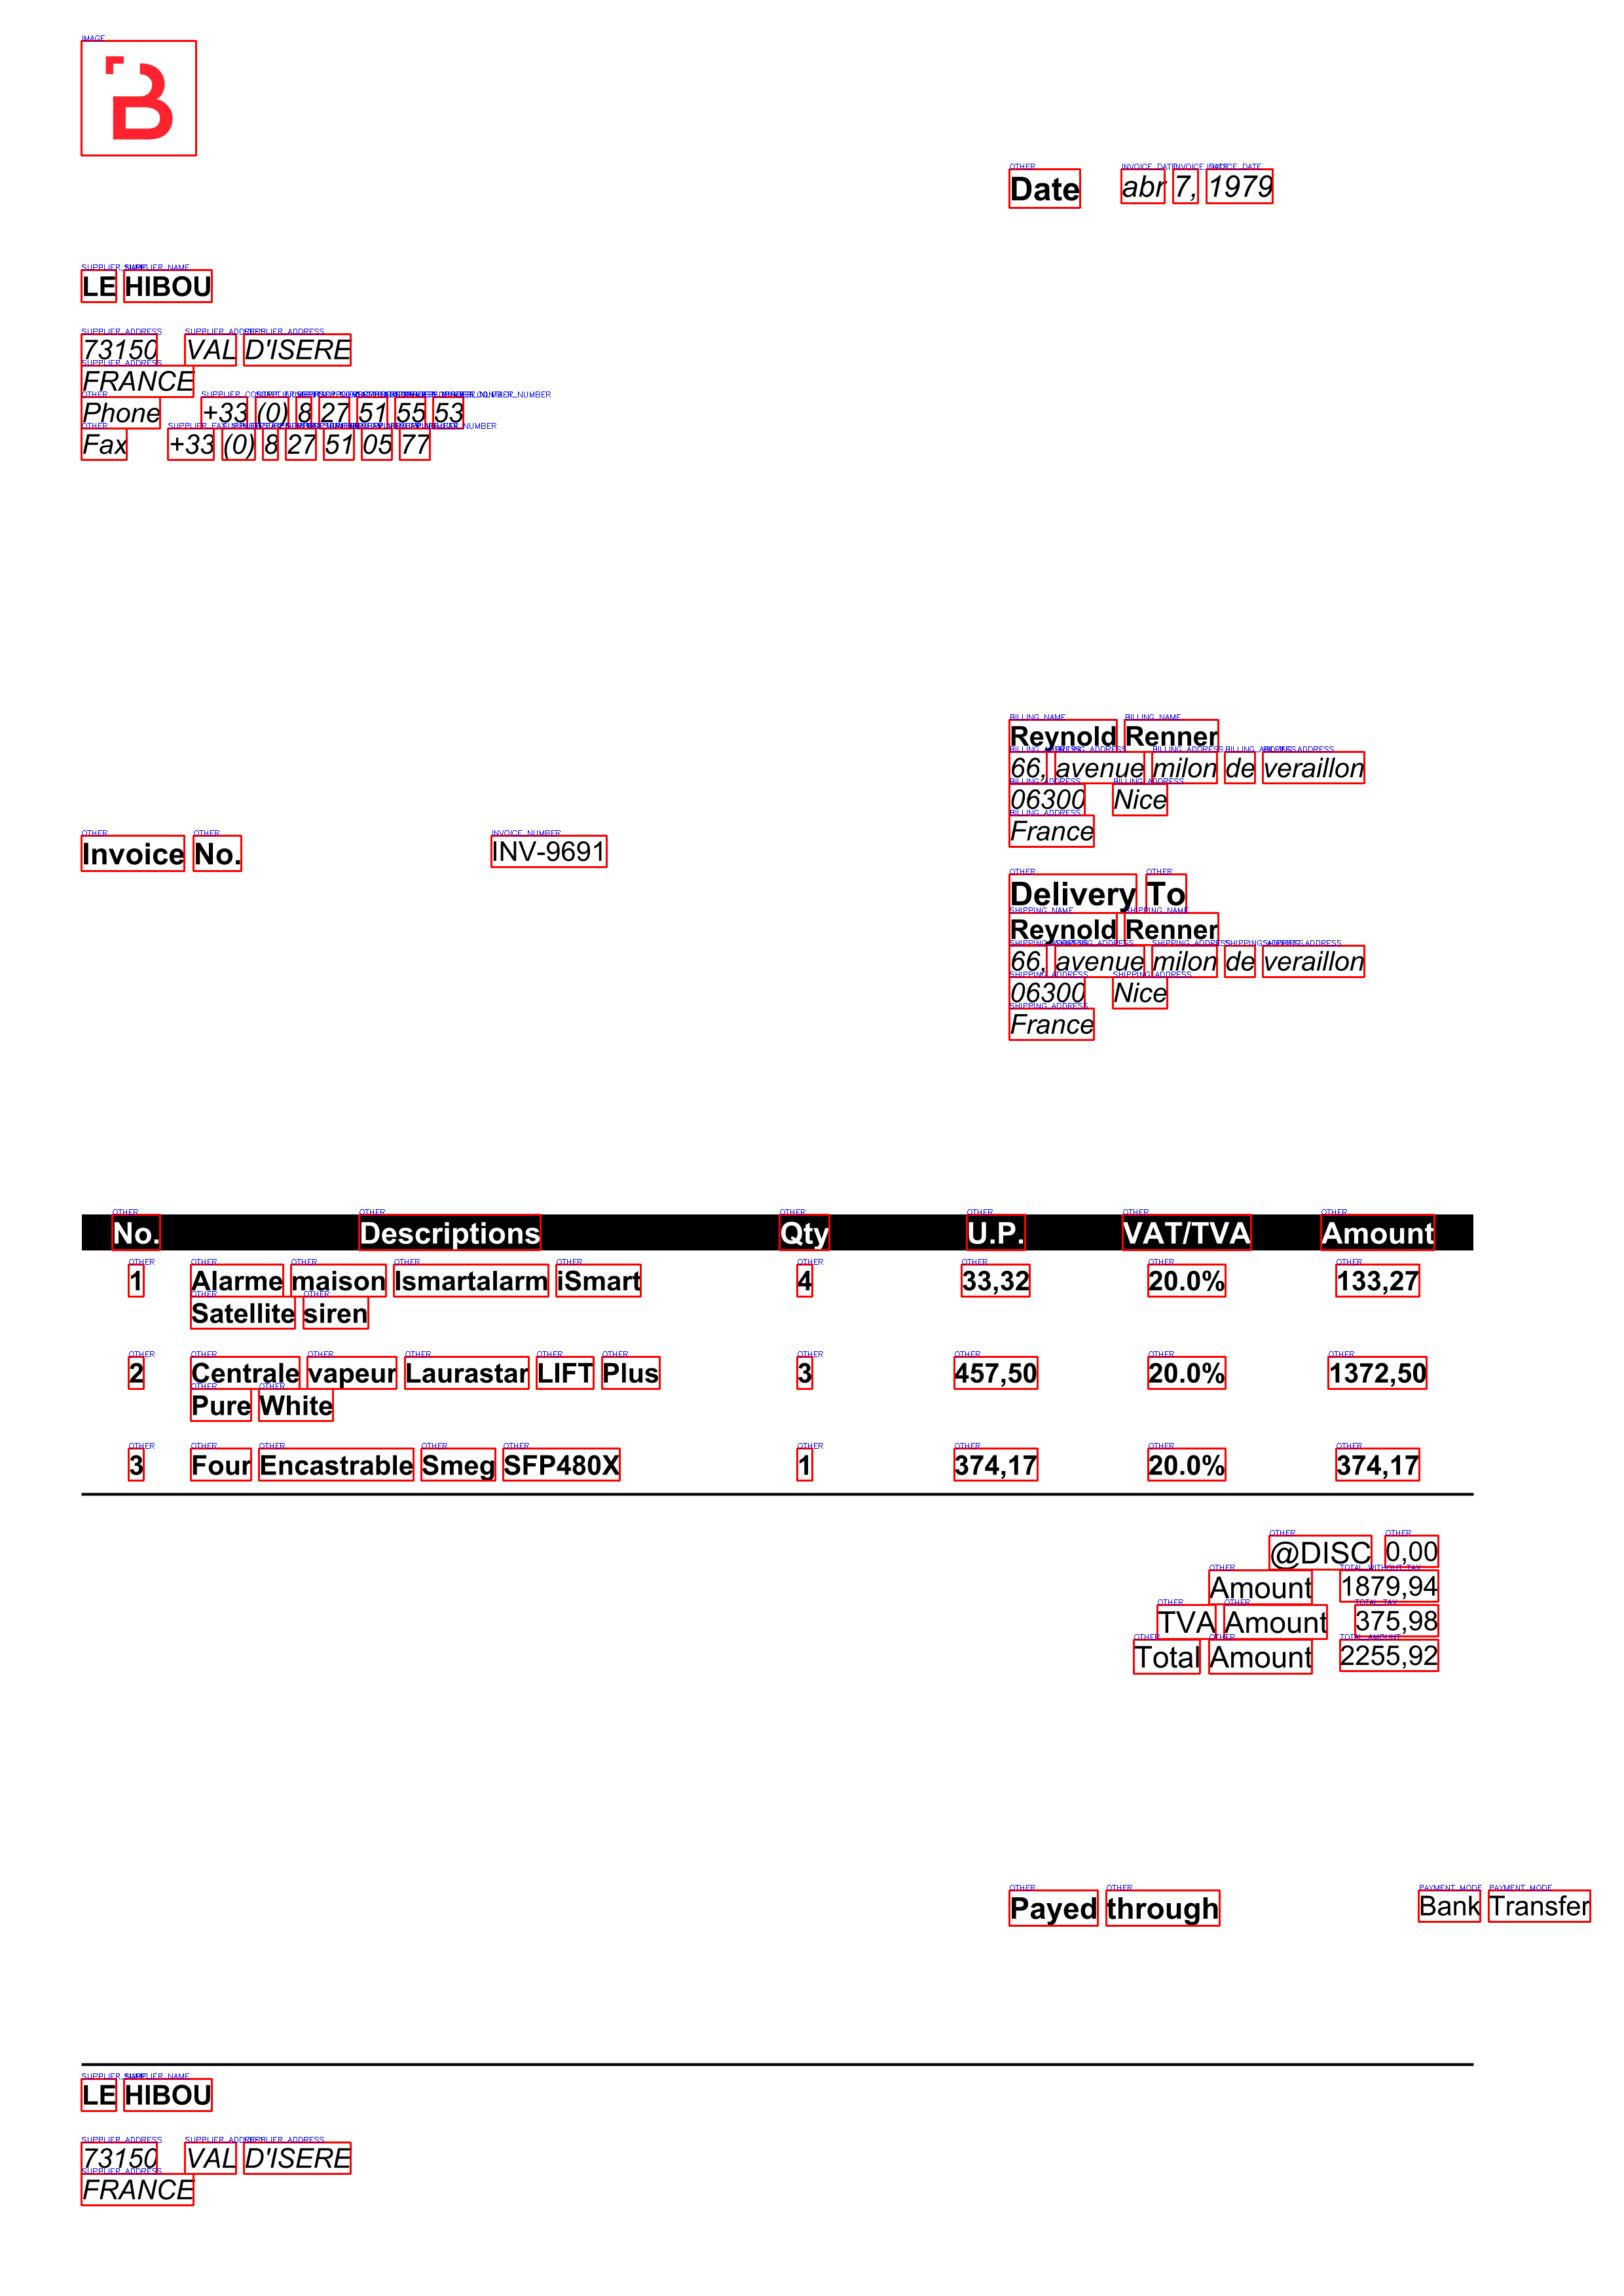 B
Date abr 7, 1979
LE HIBOU
73150 VAL D'ISERE
FRANCE
Phone +33 (0) 8 27 51 55 53
Fax +33 (0) 8 27 51 05 77
Reynold Renner
66, avenue milon de veraillon
06300 Nice
France
Invoice No. INV-9691
Delivery To
Reynold Renner
66, avenue milon de veraillon
06300 Nice
France
No. Descriptions Qty U.P. VAT/TVA Amount
1 Alarme maison Ismartalarm iSmart 4 33,32 20.0% 133,27
Satellite siren
2 Centrale vapeur Laurastar LIFT Plus 3 457,50 20.0% 1372,50
Pure White
3 Four Encastrable Smeg SFP480X 1 374,17 20.0% 374,17
@DISC 0,00
Amount 1879,94
TVA Amount 375,98
Total Amount 2255,92
Payed through Bank Transfer
LE HIBOU
73150 VAL D'ISERE
FRANCE